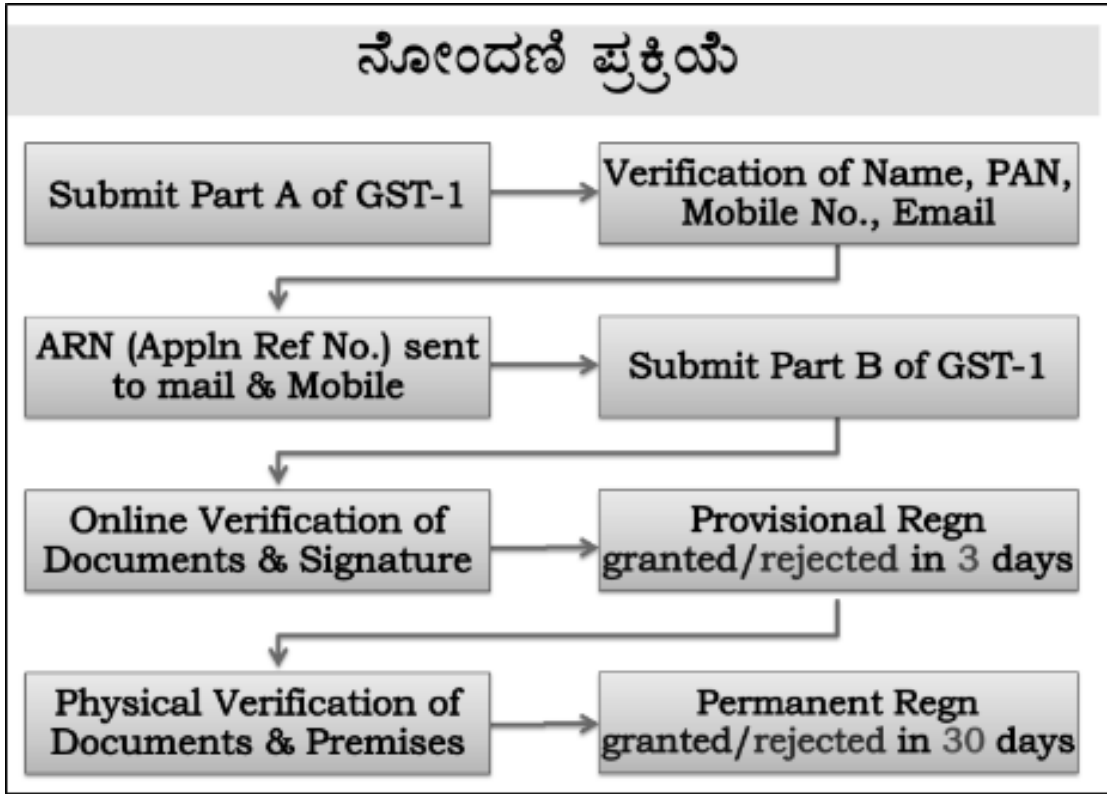 ನೋಂದಣಿ ಪ್ರಕ್ರಿಯೆ
Submit Part A of GST-1
Verification of Name, PAN,
Mobile No., Email
ARN (Appln Ref No.) sent
to mail & Mobile
Submit Part B of GST-1
Online Verification of
Documents & Signature
Provisional Regn
granted/rejected in 3 days
Physical Verification of
Documents & Premises
Permanent Regn
granted/rejected in 30 days